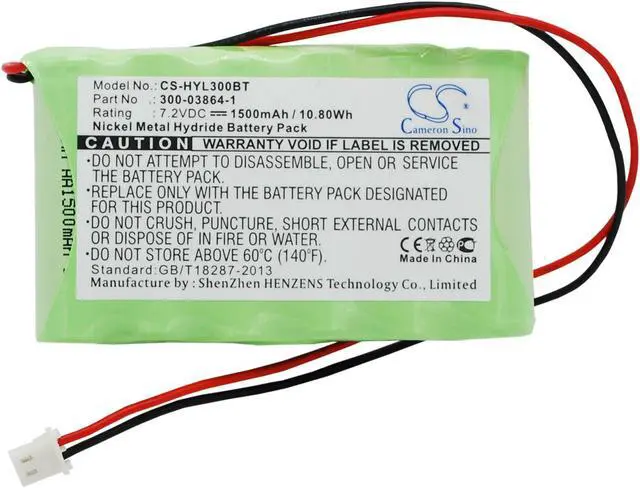 Model No. : CS-HYL300BT
Part No : 300-03864-1
Rating : 7.2VDC ⎓ 1500mAh / 10.80Wh
Nickel Metal Hydride Battery Pack
CS
Cameron Sino
CAUTION WARRANTY VOID IF LABEL REMOVED
•DO NOT ATTEMPT TO DISASSEMBLE, OPEN OR SERVICE
THE BATTERY PACK.
•REPLACE ONLY WITH THE BATTERY PACK DESIGNATED
FOR THIS PRODUCT.
•DO NOT CRUSH, PUNCTURE, SHORT EXTERNAL CONTACTS
OR DISPOSE OF IN FIRE OR WATER.
•DO NOT STORE ABOVE 60℃ (140℉).
Standard:GB/T18287-2013
Manufacture by : ShenZhen HENZENS Technology Co., Ltd.
CE
Made In China
HR1500mAh